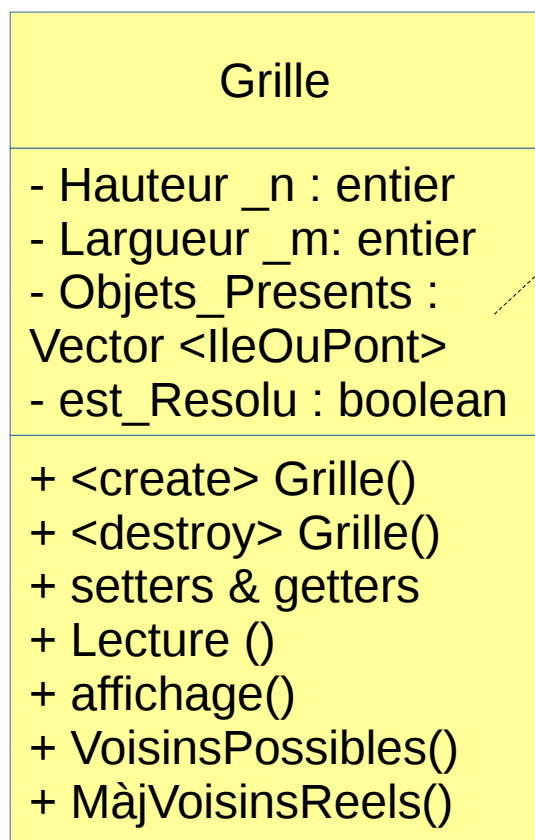 Grille
- Hauteur _n : entier
- Largueur _m: entier
- Objets_Presents :
Vector <IleOuPont>
- est_Resolu : boolean
+ <create> Grille()
+ <destroy> Grille()
+ setters & getters
+ Lecture ()
+ affichage()
+ VoisinsPossibles()
+ MàjVoisinsReels()